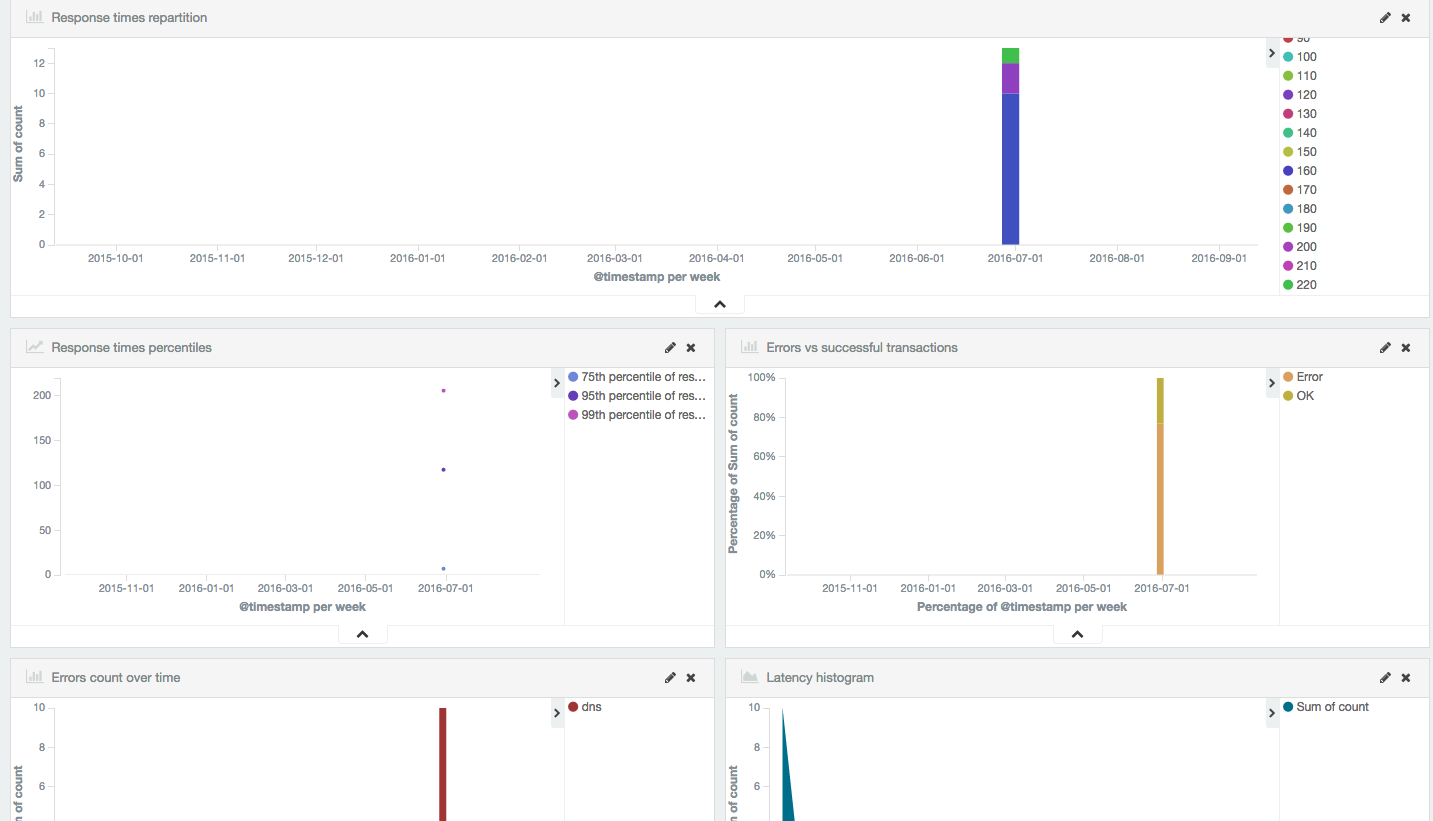 Response times repartition
Sum of count
12
10
8
6
4
2
0
2015-10-01 2015-11-01 2015-12-01 2016-01-01 2016-02-01 2016-03-01 2016-04-01 2016-05-01 2016-06-01 2016-07-01 2016-08-01 2016-09-01
@timestamp per week
90
100
110
120
130
140
150
160
170
180
190
200
210
220
Response times percentiles
200
150
100
50
0
2015-11-01 2016-01-01 2016-03-01 2016-05-01 2016-07-01
@timestamp per week
75th percentile of res...
95th percentile of res...
99th percentile of res...
Errors vs successful transactions
Percentage of Sum of count
100%
80%
60%
40%
20%
0%
2015-11-01 2016-01-01 2016-03-01 2016-05-01 2016-07-01
Percentage of @timestamp per week
Error
OK
Errors count over time
10
8
6
of count
dns
Latency histogram
10
8
6
of count
Sum of count